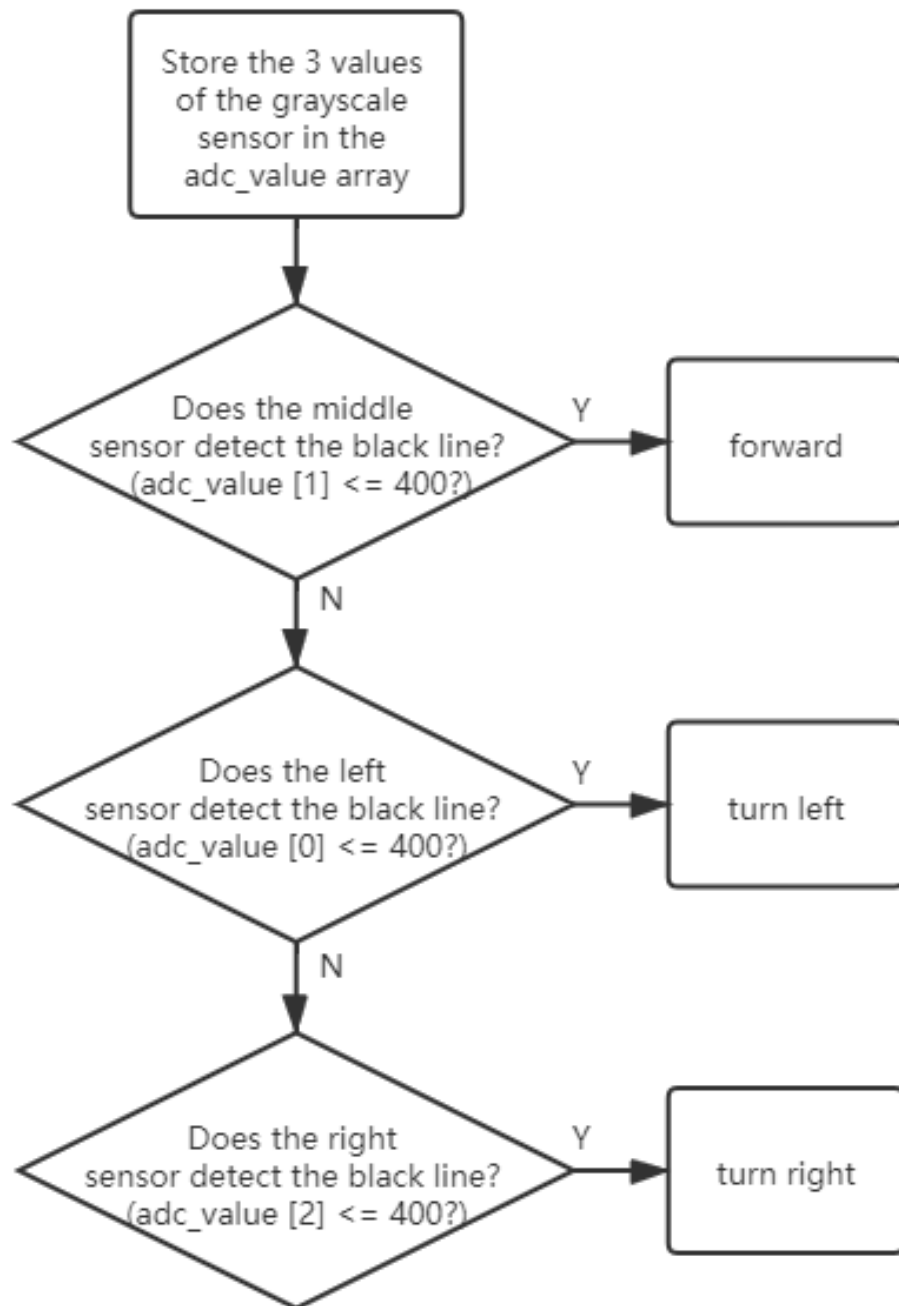 Store the 3 values
of the grayscale
sensor in the
adc_value array
Does the middle
sensor detect the black line?
(adc_value [1] <= 400?)
Y
forward
N
Does the left
sensor detect the black line?
(adc_value [0] <= 400?)
Y
turn left
N
Does the right
sensor detect the black line?
(adc_value [2] <= 400?)
Y
turn right